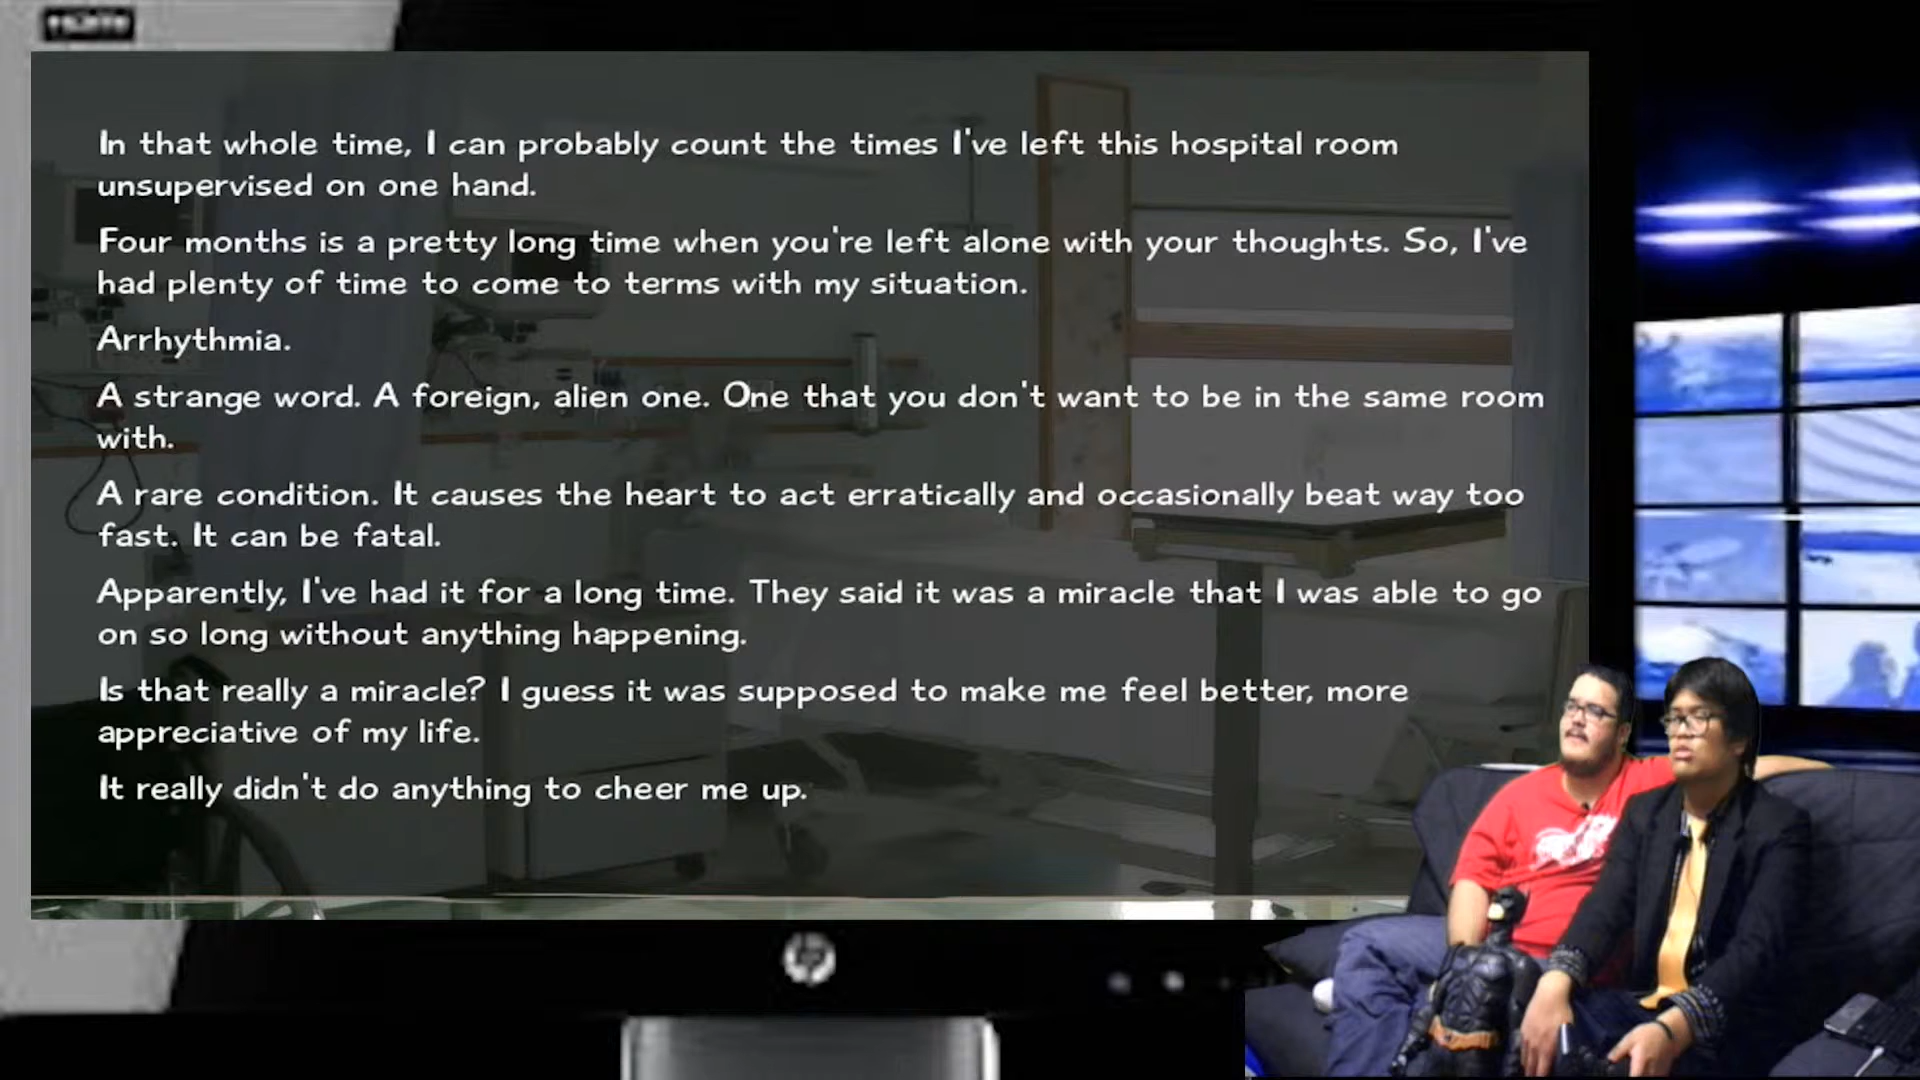 In that whole time, I can probably count the times I've left this hospital room
unsupervised on one hand.
Four months is a pretty long time when you're left alone with your thoughts. So, I've
had plenty of time to come to terms with my situation.
Arrhythmia.
A strange word. A foreign, alien one. One that you don't want to be in the same room
with.
A rare condition. It causes the heart to act erratically and occasionally beat way too
fast. It can be fatal.
Apparently, I've had it for a long time. They said it was a miracle that I was able to go
on so long without anything happening.
Is that really a miracle? I guess it was supposed to make me feel better, more
appreciative of my life.
It really didn't do anything to cheer me up.
hp